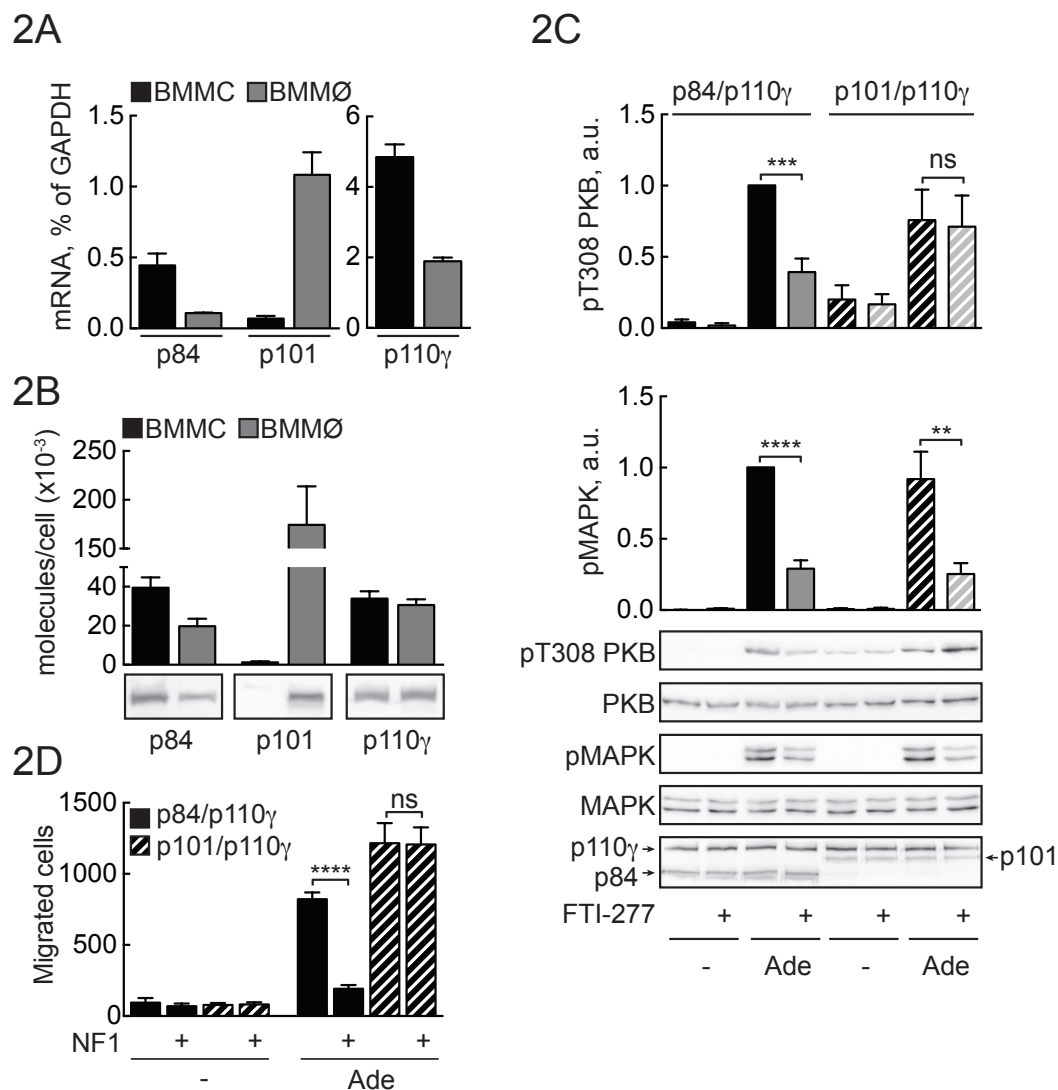 2A
BMMC BMMØ
mRNA, % of GAPDH
1.5
1.0
0.5
0.0
6
4
2
0
p84 p101 p110γ
2B
BMMC BMMØ
molecules/cell (x10⁻³)
250
200
150
100
40
20
0
p84 p101 p110γ
2D
p84/p110γ
p101/p110γ
Migrated cells
1500
1000
500
0
**** ns
NF1 + + + +
- Ade
2C
p84/p110γ p101/p110γ
pT308 PKB, a.u.
1.5
1.0
0.5
0.0
*** ns
pMAPK, a.u.
1.5
1.0
0.5
0.0
**** **
pT308 PKB
PKB
pMAPK
MAPK
p110γ
p101
p84
FTI-277 + + + +
- Ade - Ade